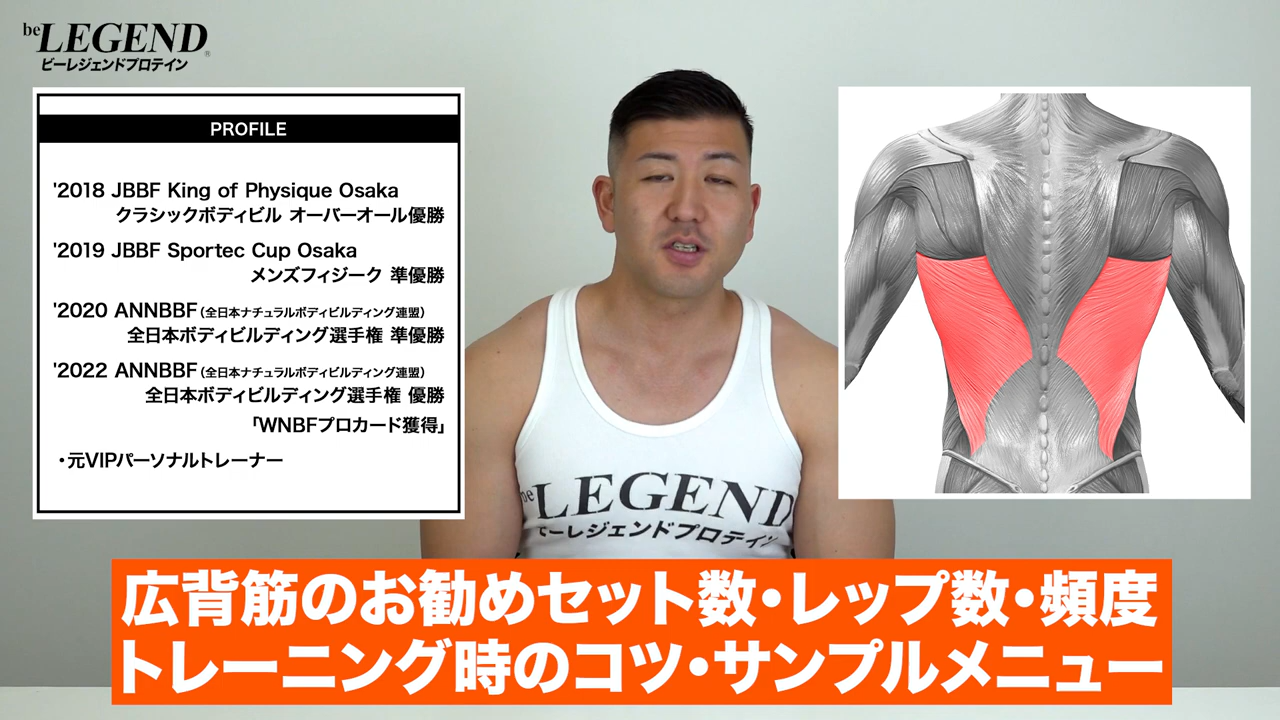 be LEGEND®
ビーレジェンドプロテイン
PROFILE
'2018 JBBF King of Physique Osaka
クラシックボディビル オーバーオール優勝
'2019 JBBF Sportec Cup Osaka
メンズフィジーク 準優勝
'2020 ANNBBF（全日本ナチュラルボディビルディング連盟）
全日本ボディビルディング選手権 準優勝
'2022 ANNBBF（全日本ナチュラルボディビルディング連盟）
全日本ボディビルディング選手権 優勝
「WNBFプロカード獲得」
・元VIPパーソナルトレーナー
be LEGEND
ビーレジェンドプロテイン
広背筋のお勧めセット数・レップ数・頻度
トレーニング時のコツ・サンプルメニュー